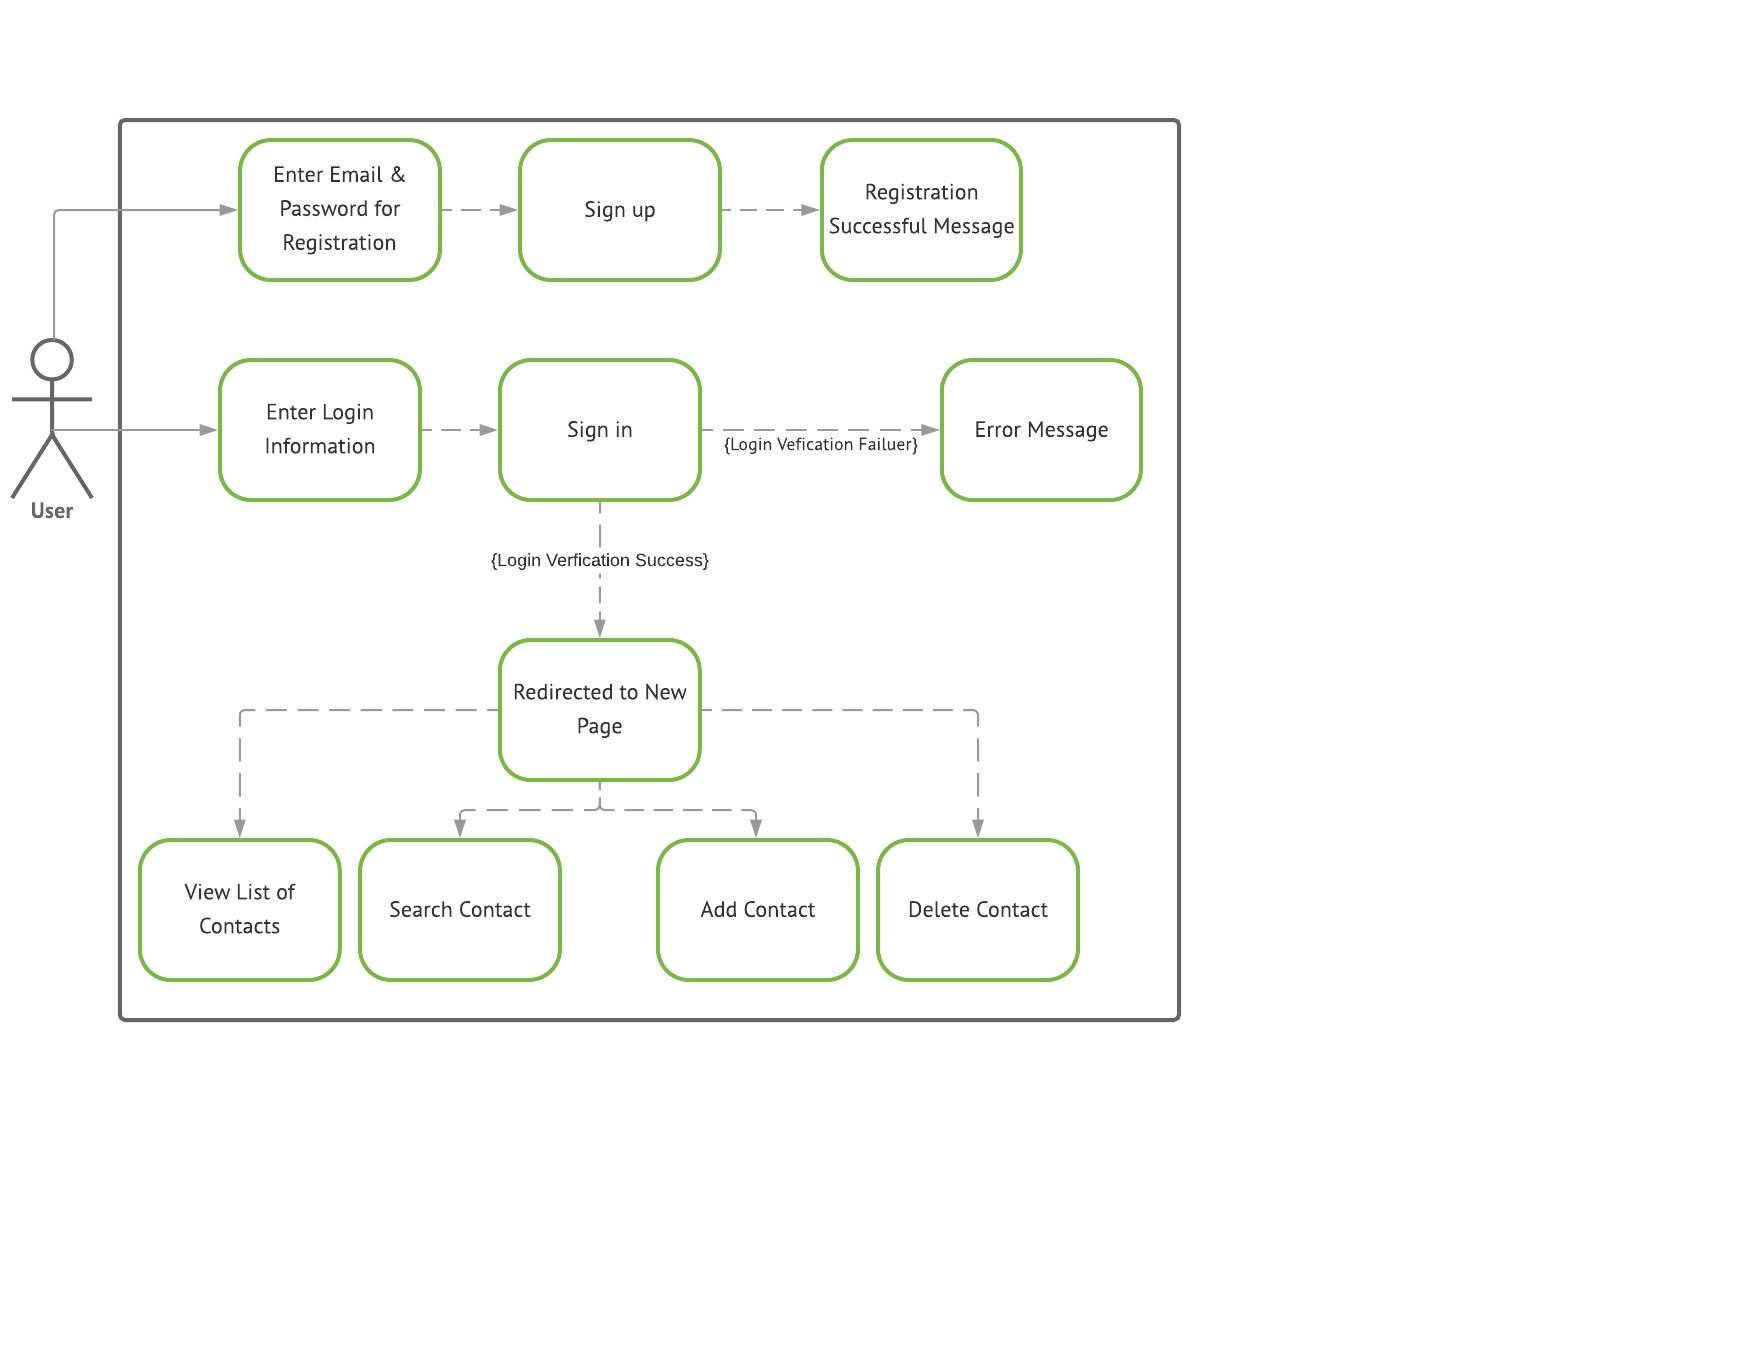 Enter Email &
Password for
Registration
Sign up
Registration
Successful Message
Enter Login
Information
Sign in
{Login Vefication Failuer}
Error Message
User
{Login Verfication Success}
Redirected to New
Page
View List of
Contacts
Search Contact
Add Contact
Delete Contact